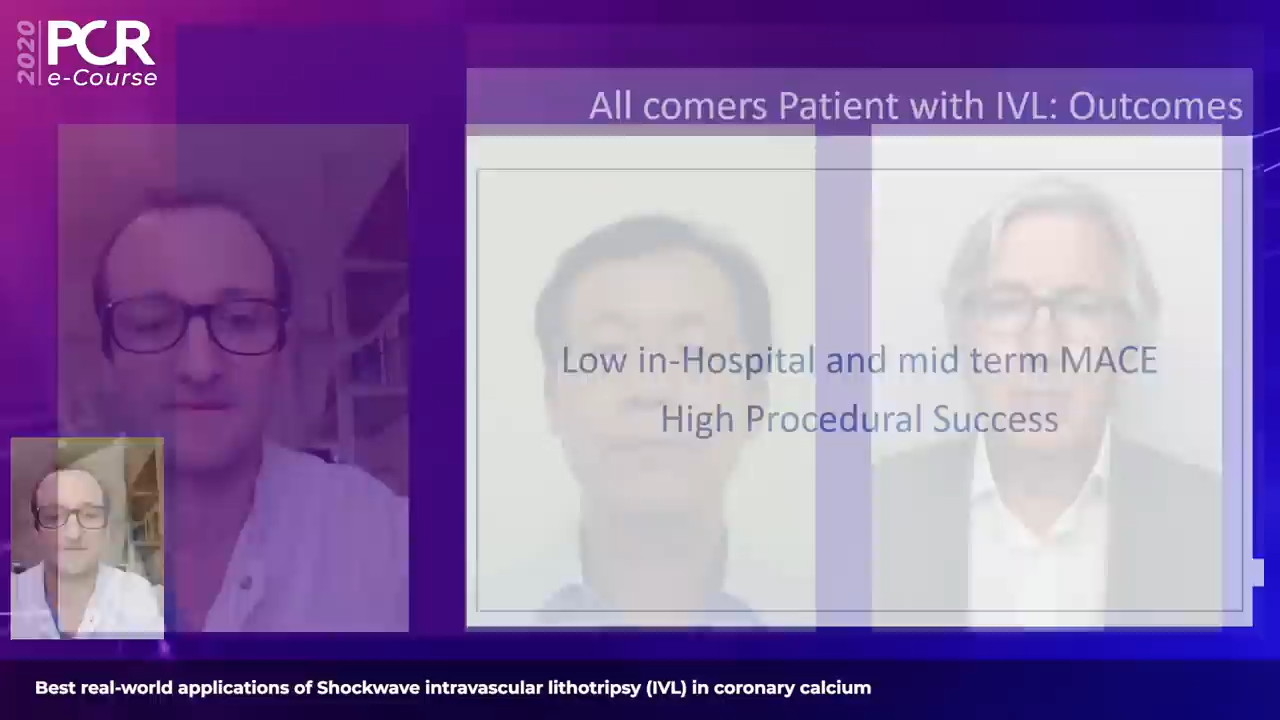 2020
PCR
e-Course
All comers Patient with IVL: Outcomes
Low in-Hospital and mid term MACE
High Procedural Success
Best real-world applications of Shockwave intravascular lithotripsy (IVL) in coronary calcium